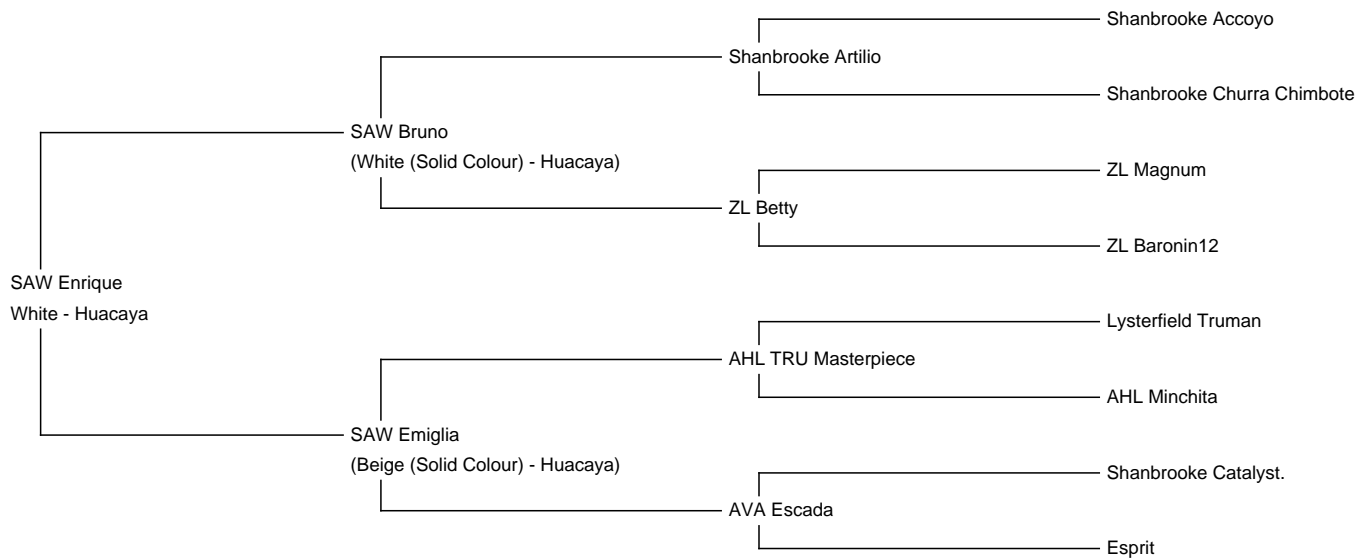 Shanbrooke Accoyo
Shanbrooke Artilio
Shanbrooke Churra Chimbote
SAW Bruno
(White (Solid Colour) - Huacaya)
ZL Magnum
ZL Betty
ZL Baronin12
SAW Enrique
White - Huacaya
Lysterfield Truman
AHL TRU Masterpiece
AHL Minchita
SAW Emiglia
(Beige (Solid Colour) - Huacaya)
Shanbrooke Catalyst.
AVA Escada
Esprit